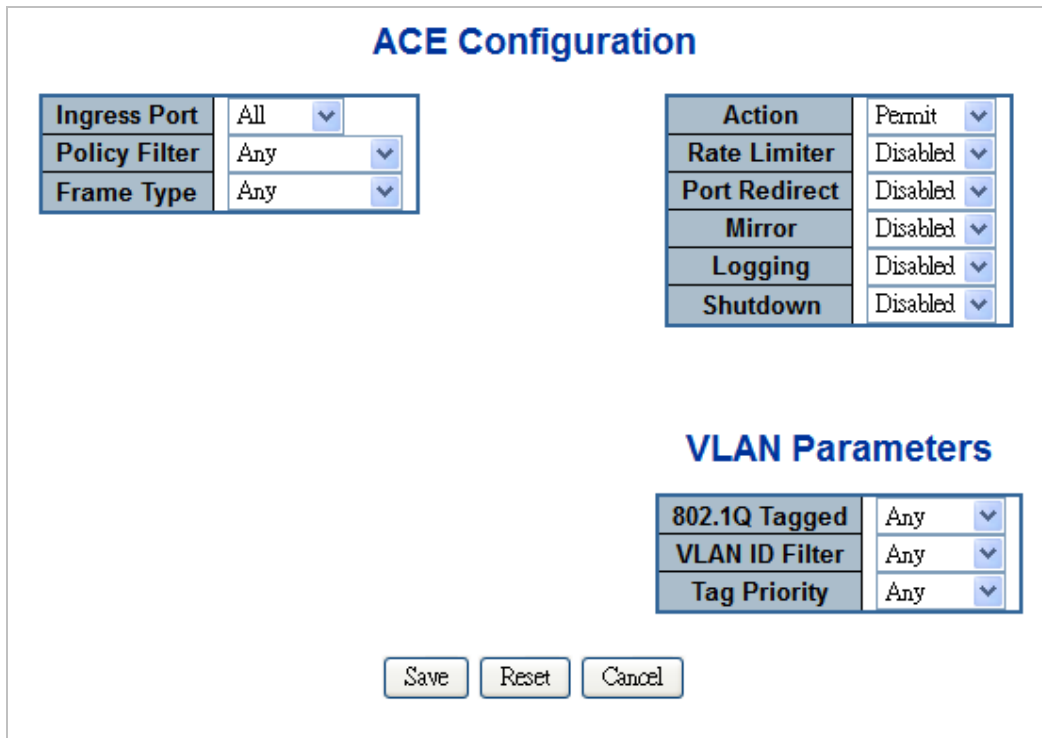 ACE Configuration
Ingress Port All
Policy Filter Any
Frame Type Any
Action Permit
Rate Limiter Disabled
Port Redirect Disabled
Mirror Disabled
Logging Disabled
Shutdown Disabled
VLAN Parameters
802.1Q Tagged Any
VLAN ID Filter Any
Tag Priority Any
Save Reset Cancel